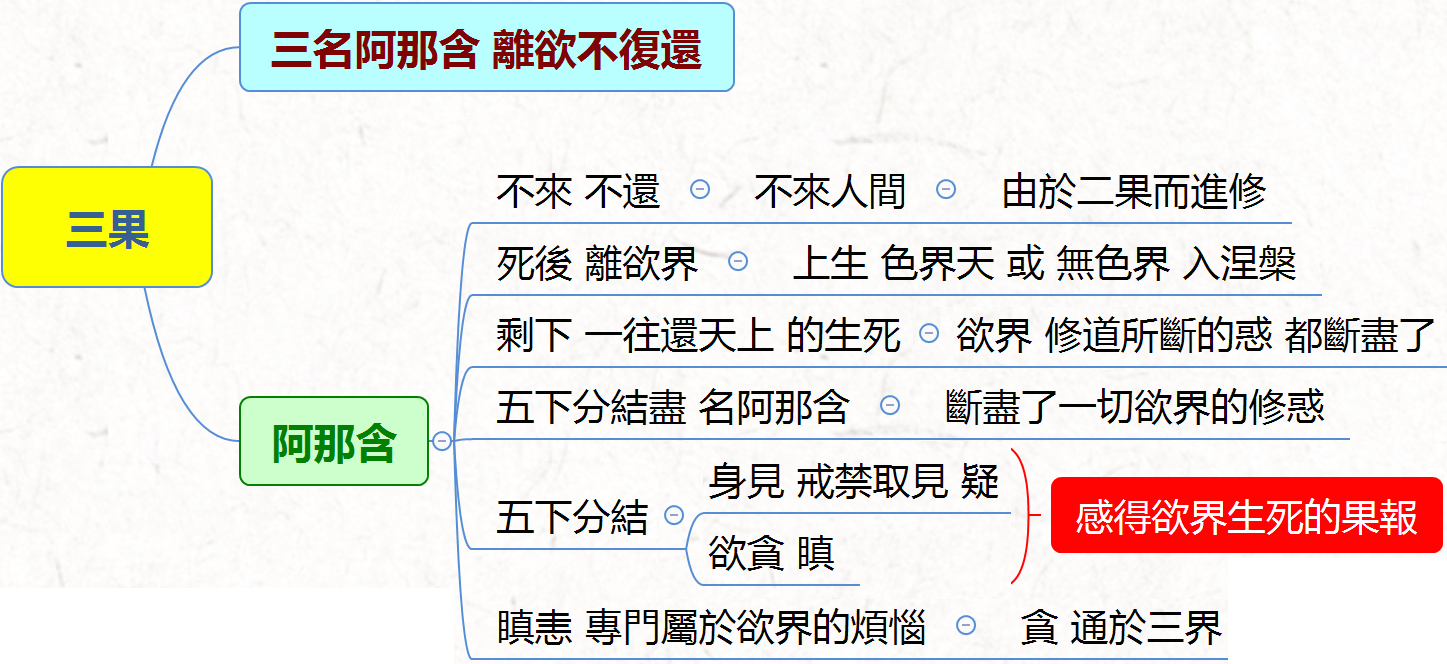 三名阿那含 離欲不復還
三果
不來 不還 不來人間 由於二果而進修
死後 離欲界 上生 色界天 或 無色界 入涅槃
剩下 一往還天上 的生死 欲界 修道所斷的惑 都斷盡了
五下分結盡 名阿那含 斷盡了一切欲界的修惑
阿那含
身見 戒禁取見 疑
五下分結
感得欲界生死的果報
欲貪 瞋
瞋恚 專門屬於欲界的煩惱 貪 通於三界